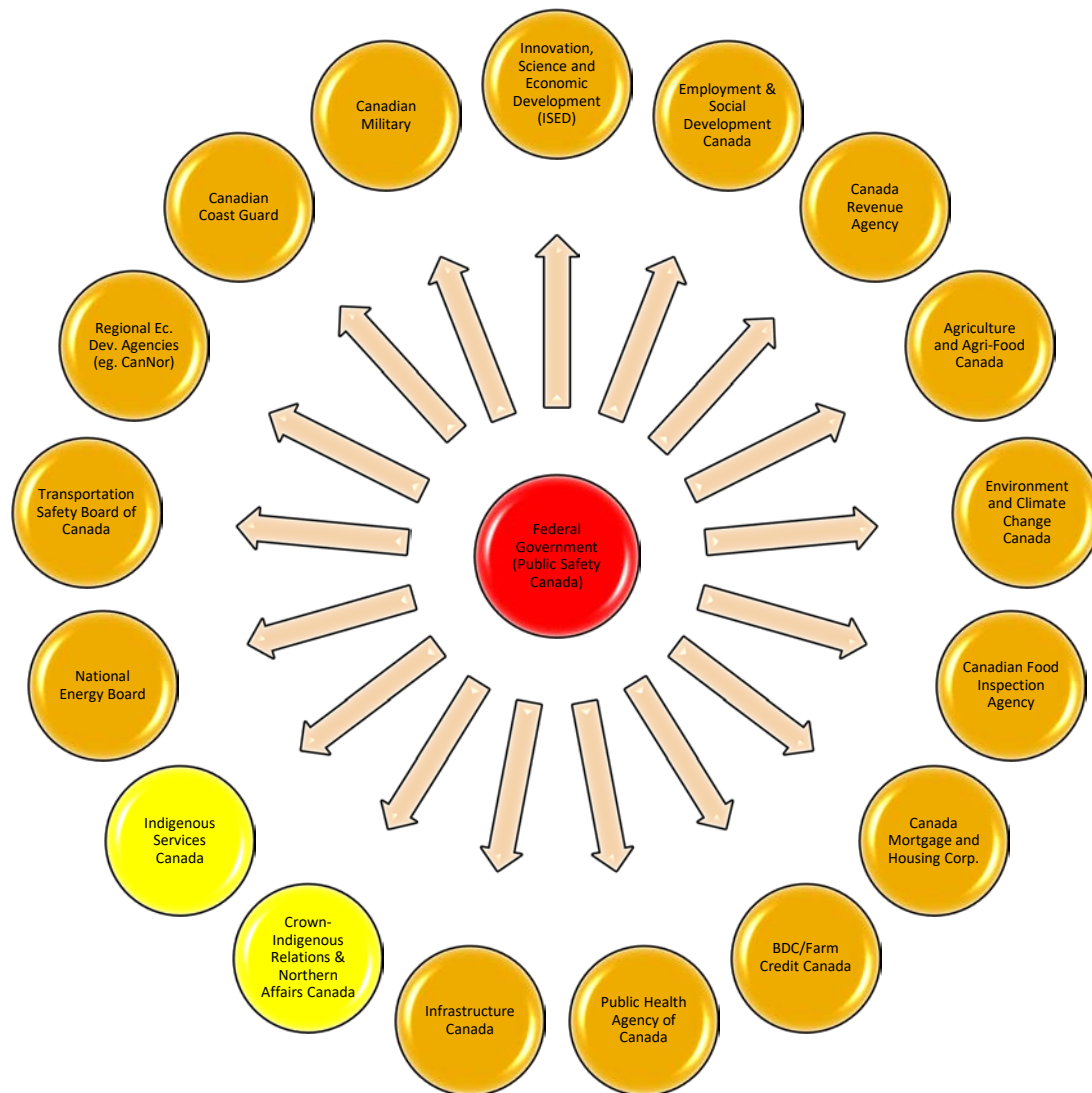 Innovation,
Science and
Economic
Development
(ISED)
Employment &
Social
Development
Canada
Canada
Revenue
Agency
Agriculture
and Agri-Food
Canada
Environment
and Climate
Change
Canada
Canadian Food
Inspection
Agency
Canada
Mortgage and
Housing Corp.
BDC/Farm
Credit Canada
Public Health
Agency of
Canada
Infrastructure
Canada
Crown-
Indigenous
Relations &
Northern
Affairs Canada
Indigenous
Services
Canada
National
Energy Board
Transportation
Safety Board of
Canada
Regional Ec.
Dev. Agencies
(eg. CanNor)
Canadian
Coast Guard
Canadian
Military
Federal
Government
(Public Safety
Canada)